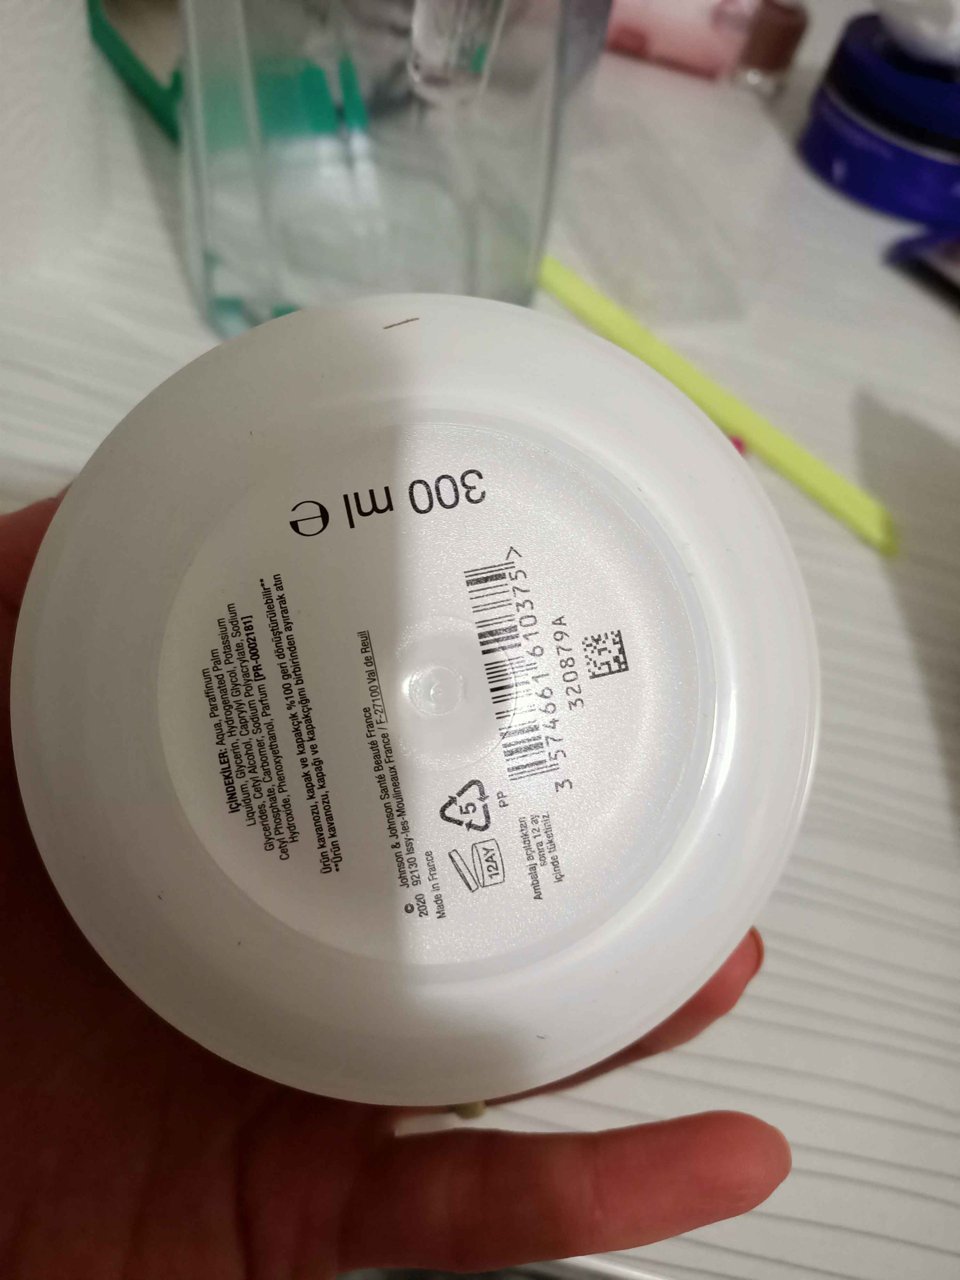 300 ml ℮
İÇİNDEKİLER: Aqua, Paraffinum
Liquidum, Glycerin, Hydrogenated Palm
Glycerides, Cetyl Alcohol, Caprylyl Glycol, Potassium
Cetyl Phosphate, Carbomer, Sodium Polyacrylate, Sodium
Hydroxide, Phenoxyethanol, Parfum [PR-0002181]
Ürün kavanozu, kapak ve kapakçık %100 geri dönüştürülebilir**
**Ürün kavanozu, kapağı ve kapakçığını birbirinden ayırarak atın
© Johnson & Johnson Santé Beauté France
2020 92130 Issy-les-Moulineaux France / F-27100 Val de Reuil
Made in France
12AY
5
PP
Ambalaj açıldıktan
sonra 12 ay
içinde tüketiniz.
3 574661 610375 >
320879A